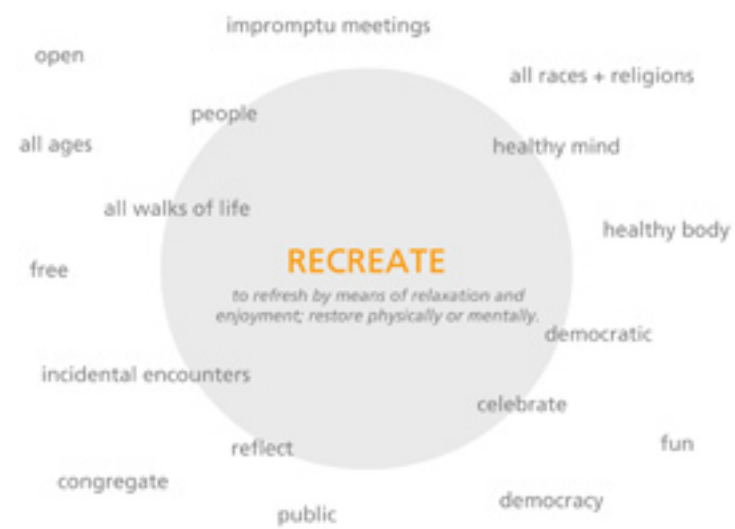 impromptu meetings
open
all races + religions
people
all ages
healthy mind
all walks of life
healthy body
RECREATE
free
to refresh by means of relaxation and
enjoyment; restore physically or mentally.
democratic
incidental encounters
celebrate
reflect
fun
congregate
democracy
public